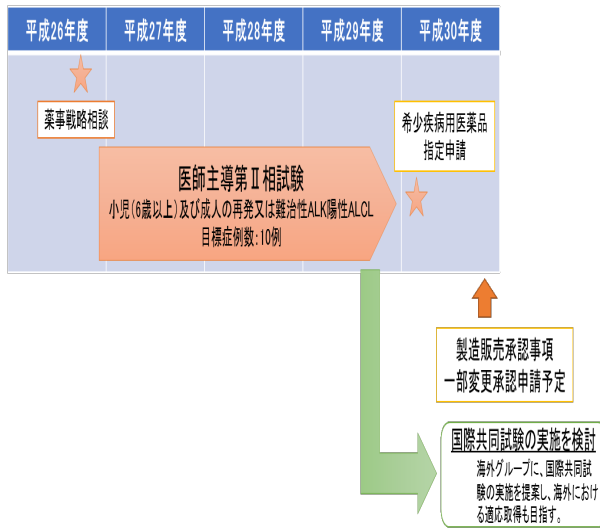 平成26年度 平成27年度 平成28年度 平成29年度 平成30年度
薬事戦略相談
希少疾病用医薬品
指定申請
医師主導第Ⅱ相試験
小児(6歳以上)及び成人の再発又は難治性ALK陽性ALCL
目標症例数:10例
製造販売承認事項
一部変更承認申請予定
国際共同試験の実施を検討
海外グループに、国際共同試
験の実施を提案し、海外におけ
る適応取得も目指す。